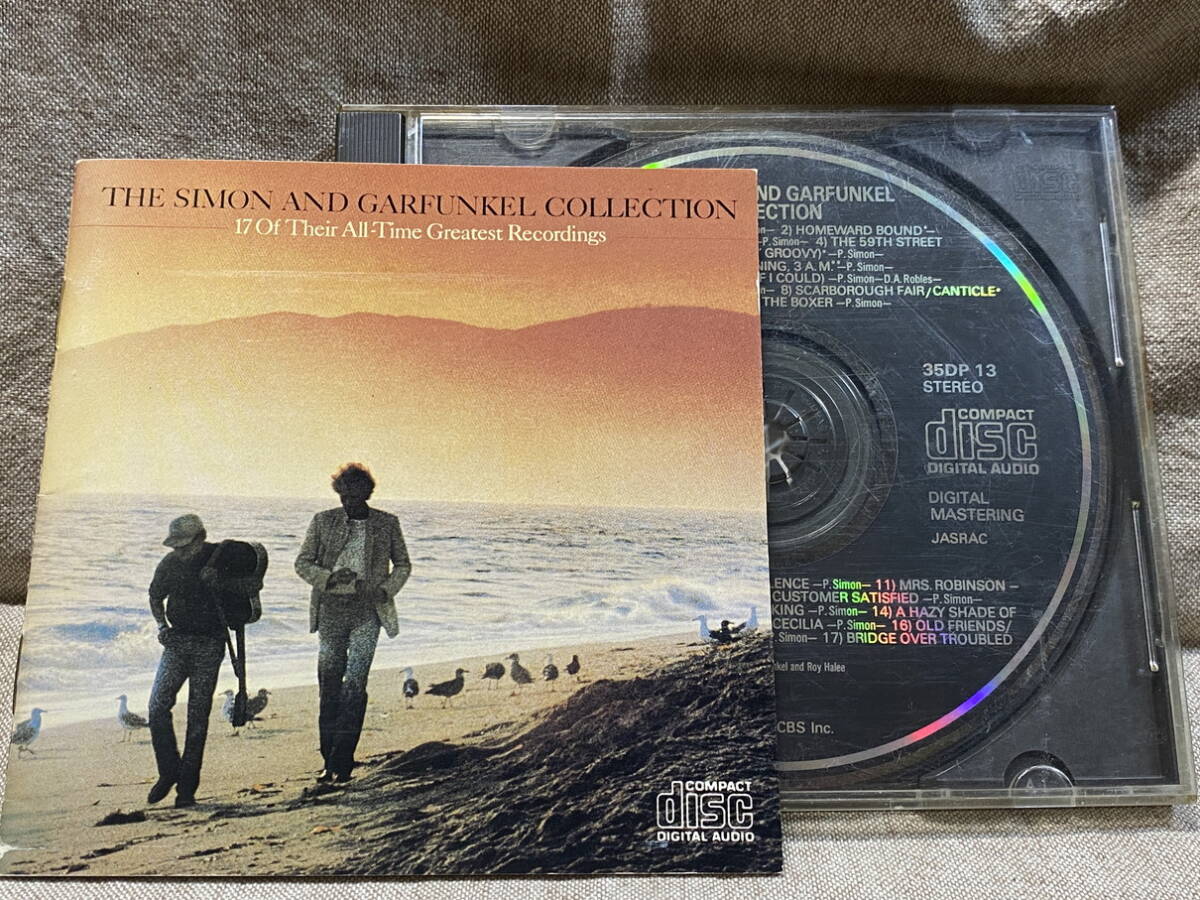 THE SIMON AND GARFUNKEL COLLECTION
17 Of Their All-Time Greatest Recordings
COMPACT
disc
DIGITAL AUDIO
ND GARFUNKEL
ECTION
2) HOMEWARD BOUND*–
–P. Simon– 4) THE 59TH STREET
GROOVY)*–P. Simon–
NING, 3 A.M.**–P. Simon–
F I COULD) –P. Simon–D.A. Robles–
8) SCARBOROUGH FAIR/CANTICLE*
THE BOXER –P. Simon–
35DP 13
STEREO
COMPACT
disc
DIGITAL AUDIO
DIGITAL
MASTERING
JASRAC
LENCE –P. Simon– 11) MRS. ROBINSON –
CUSTOMER SATISFIED –P. Simon–
KING –P. Simon– 14) A HAZY SHADE OF
CECILIA –P. Simon– 16) OLD FRIENDS/
Simon– 17) BRIDGE OVER TROUBLED
nkel and Roy Halee
CBS Inc.
COMPACT
disc